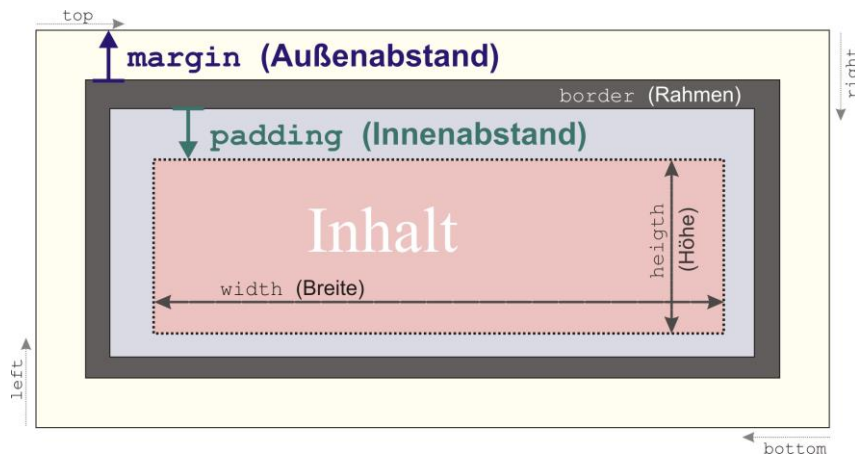 top
margin (Außenabstand)
right
border (Rahmen)
padding (Innenabstand)
Inhalt
heigth
(Höhe)
width (Breite)
left
bottom